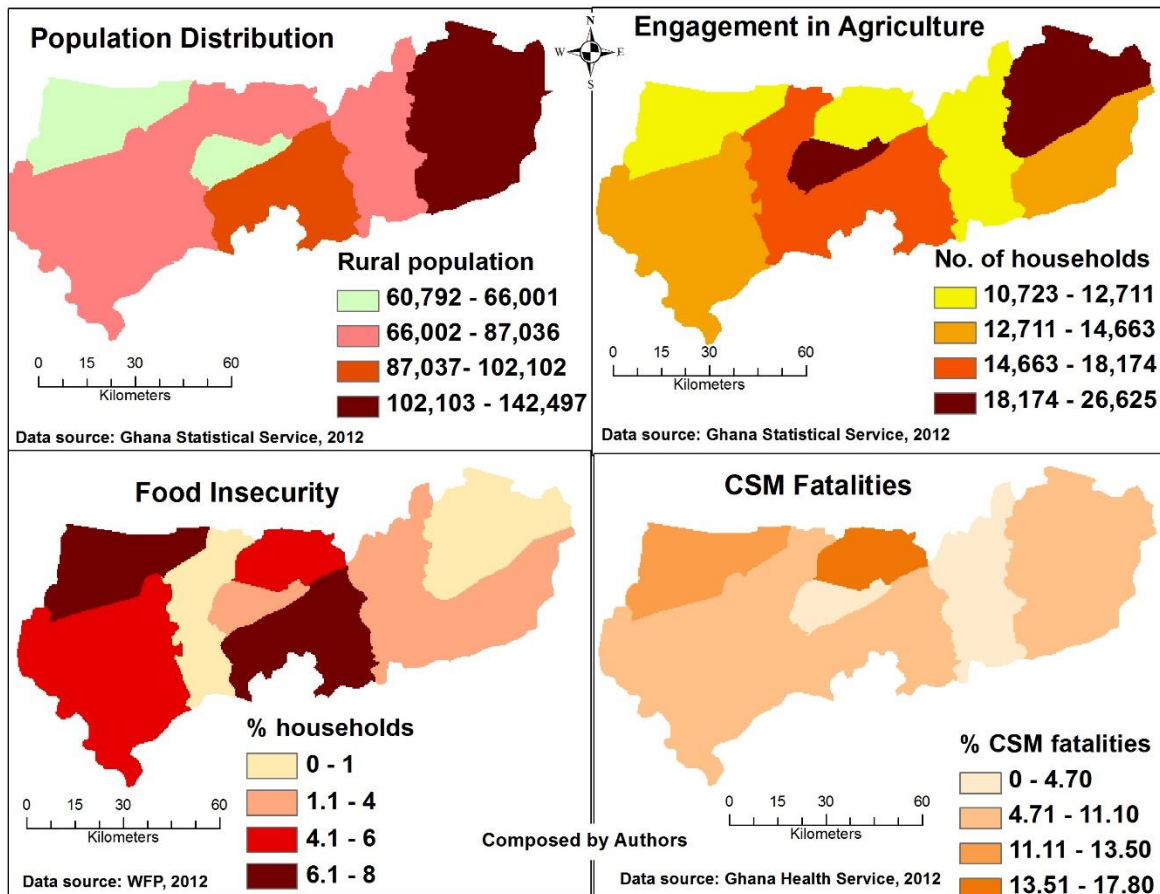 Population Distribution
N
W E
S
Rural population
60,792 - 66,001
66,002 - 87,036
87,037- 102,102
102,103 - 142,497
0 15 30 60
Kilometers
Data source: Ghana Statistical Service, 2012
Engagement in Agriculture
No. of households
10,723 - 12,711
12,711 - 14,663
14,663 - 18,174
18,174 - 26,625
0 15 30 60
Kilometers
Data source: Ghana Statistical Service, 2012
Food Insecurity
% households
0 - 1
1.1 - 4
4.1 - 6
6.1 - 8
0 15 30 60
Kilometers
Data source: WFP, 2012
Composed by Authors
CSM Fatalities
% CSM fatalities
0 - 4.70
4.71 - 11.10
11.11 - 13.50
13.51 - 17.80
0 15 30 60
Kilometers
Data source: Ghana Health Service, 2012